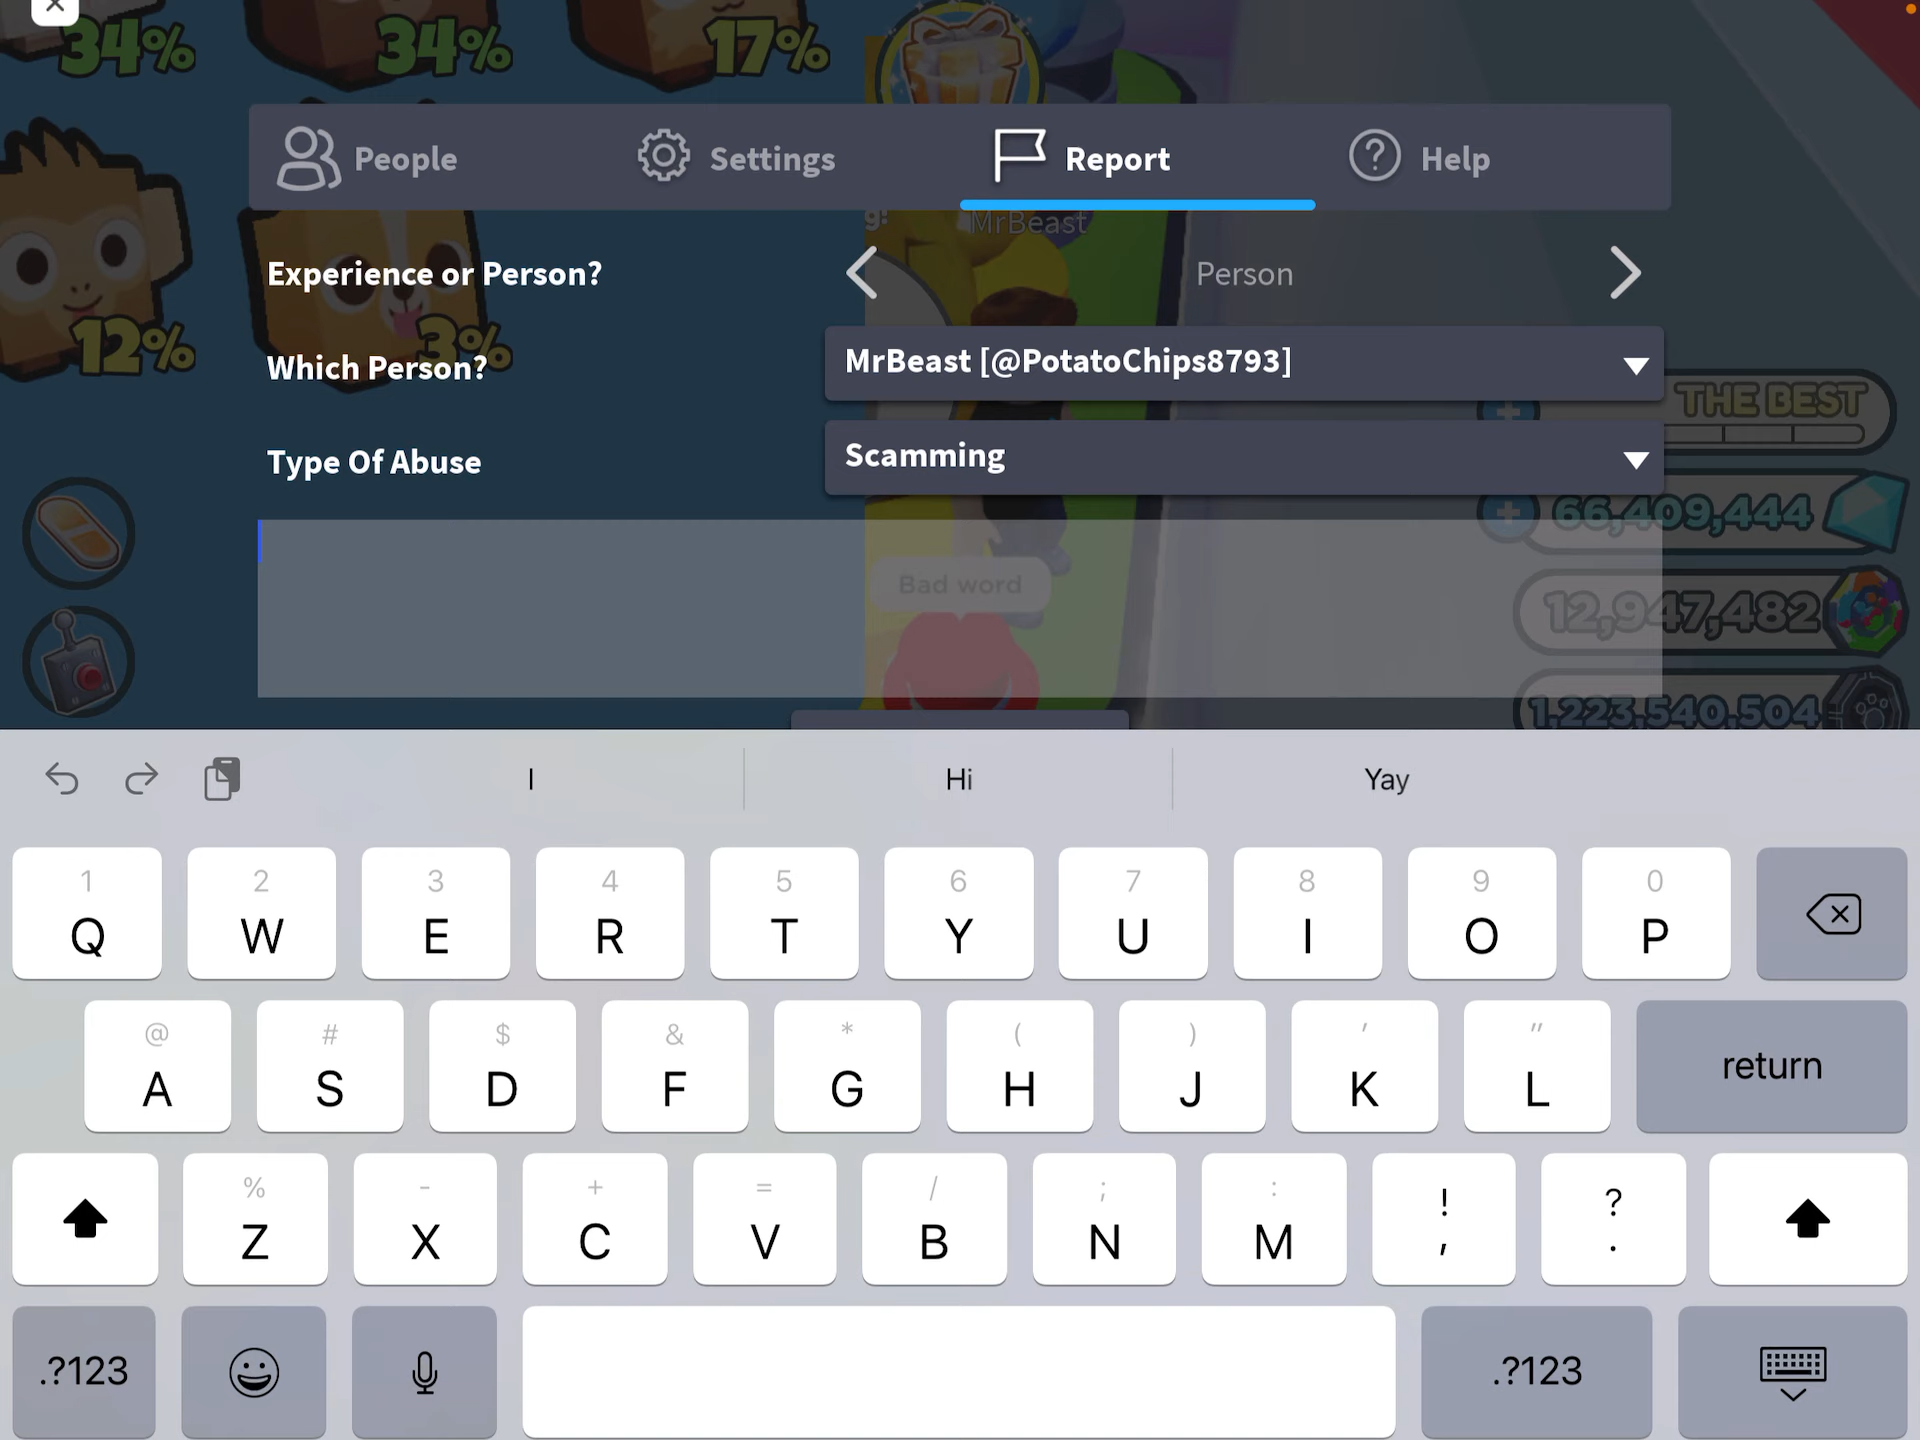 34%
34%
17%
People
Settings
Report
Help
g:
MrBeast
Experience or Person?
Person
12%
3%
Which Person?
MrBeast [@PotatoChips8793]
THE BEST
Type Of Abuse
Scamming
66,409,444
Bad word
12,947,482
1,223,540,504
I
Hi
Yay
1 2 3 4 5 6 7 8 9 0
Q W E R T Y U I O P
@ # $ & * ( ) ' "
A S D F G H J K L return
% - + = / ; : ! ?
Z X C V B N M , .
.?123
.?123